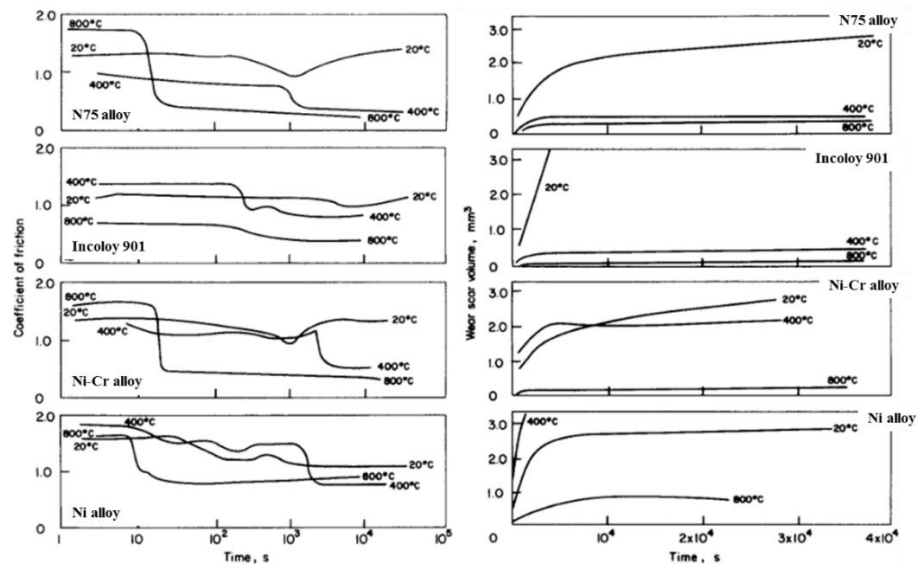 2.0
800°C
20°C
20°C
1.0
400°C
400°C
N75 alloy
800°C
0
2.0
400°C
20°C
1.0
20°C
400°C
800°C
800°C
Incoloy 901
0
2.0
800°C
20°C
20°C
400°C
1.0
400°C
Ni-Cr alloy
800°C
0
2.0
400°C
800°C
20°C
20°C
1.0
800°C
400°C
Ni alloy
0
1 10 10² 10³ 10⁴ 10⁵
Time, s
Coefficient of friction
N75 alloy
3.0
20°C
2.0
1.0
400°C
800°C
0
Incoloy 901
3.0
20°C
2.0
1.0
400°C
800°C
0
Ni-Cr alloy
3.0
20°C
400°C
2.0
1.0
800°C
0
Ni alloy
400°C
3.0
20°C
2.0
1.0
800°C
10⁴ 2x10⁴ 3x10⁴ 4x10⁴
Time, s
Wear scar volume, mm³